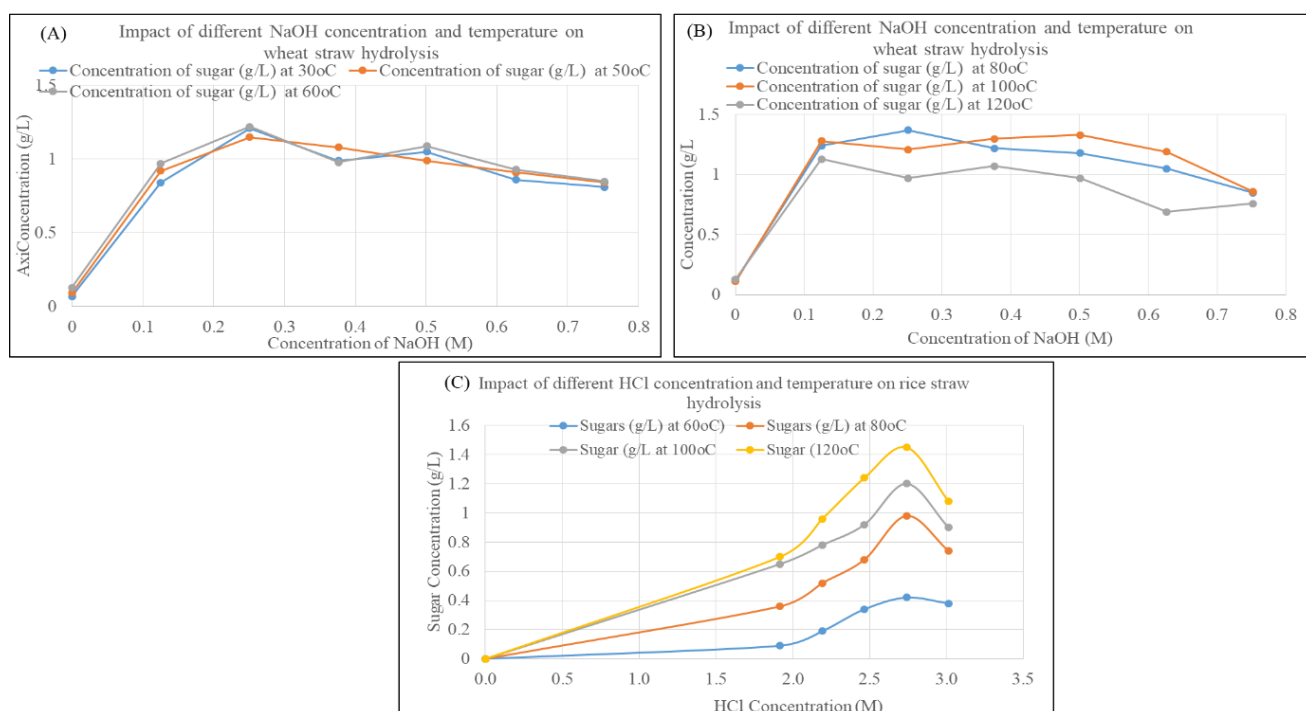 (A) Impact of different NaOH concentration and temperature on
wheat straw hydrolysis
Concentration of sugar (g/L) at 30oC
Concentration of sugar (g/L) at 50oC
Concentration of sugar (g/L) at 60oC
AxiConcentration (g/L)
1.5
1
0.5
0
0 0.1 0.2 0.3 0.4 0.5 0.6 0.7 0.8
Concentration of NaOH (M)
(B) Impact of different NaOH concentration and temperature on
wheat straw hydrolysis
Concentration of sugar (g/L) at 80oC
Concentration of sugar (g/L) at 100oC
Concentration of sugar (g/L) at 120oC
Concentration (g/L
1.5
1
0.5
0
0 0.1 0.2 0.3 0.4 0.5 0.6 0.7 0.8
Concentration of NaOH (M)
(C) Impact of different HCl concentration and temperature on rice straw
hydrolysis
Sugars (g/L) at 60oC)
Sugars (g/L) at 80oC
Sugar (g/L at 100oC
Sugar (120oC
Sugar Concentration (g/L)
1.6
1.4
1.2
1
0.8
0.6
0.4
0.2
0
0.0 0.5 1.0 1.5 2.0 2.5 3.0 3.5
HCl Concentration (M)